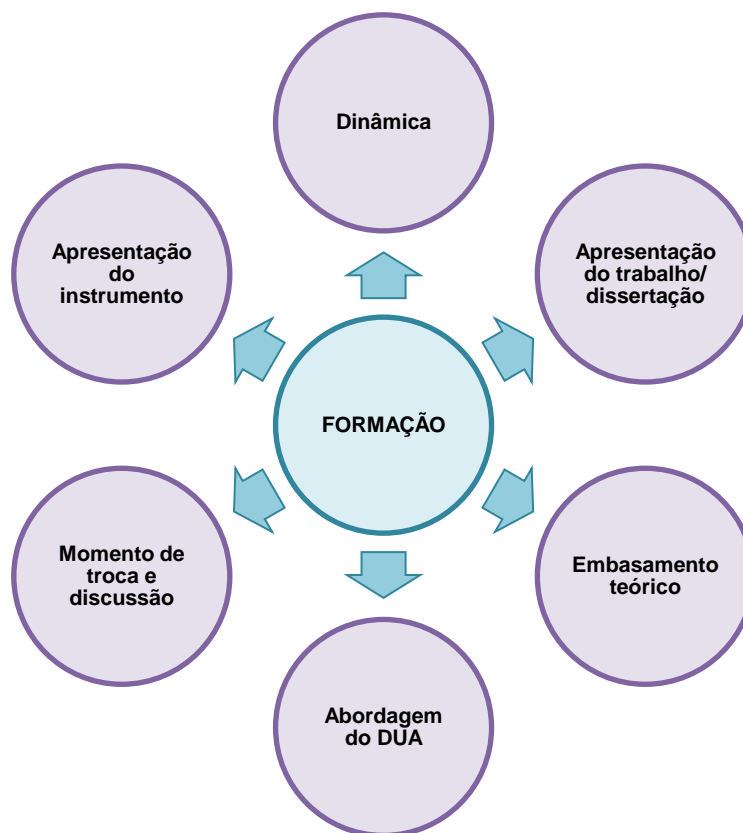 Dinâmica
Apresentação
do trabalho/
dissertação
Embasamento
teórico
Abordagem
do DUA
Momento de
troca e
discussão
Apresentação
do
instrumento
FORMAÇÃO